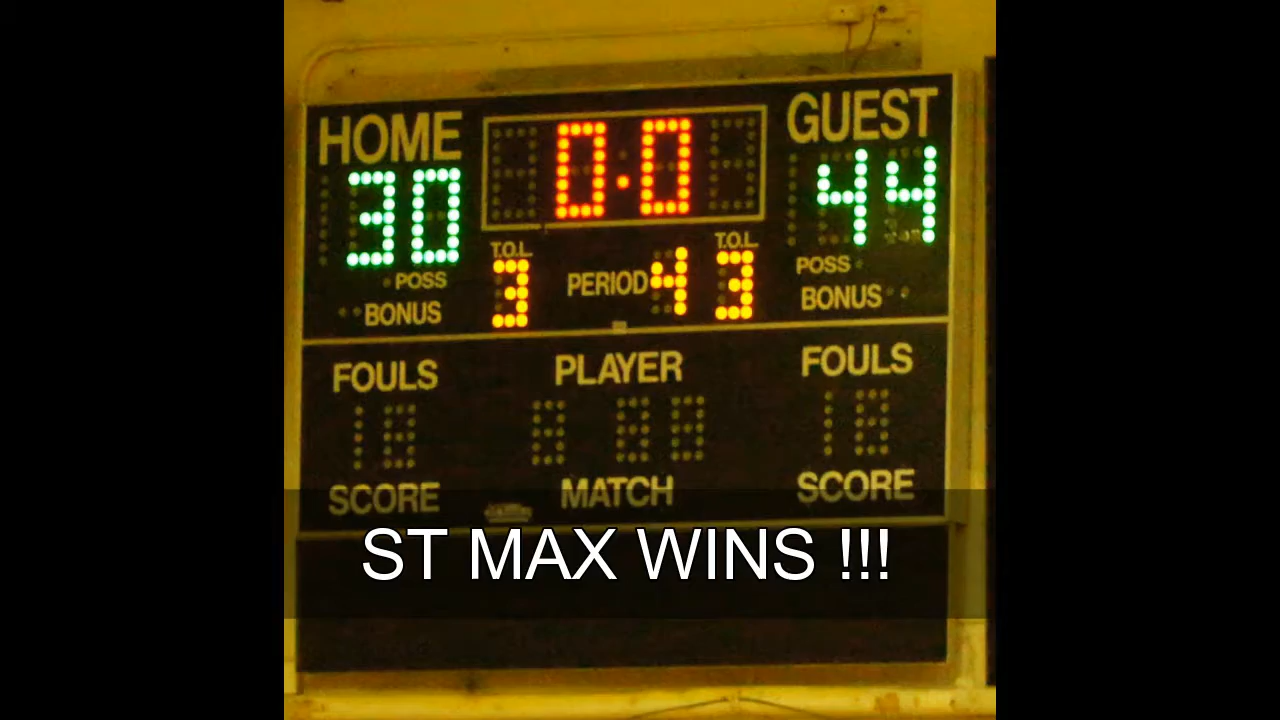 HOME 0.0 GUEST
30 44
T.O.L. T.O.L.
POSS 3 PERIOD 4 3 POSS
BONUS BONUS
FOULS PLAYER FOULS
SCORE MATCH SCORE
ST MAX WINS !!!